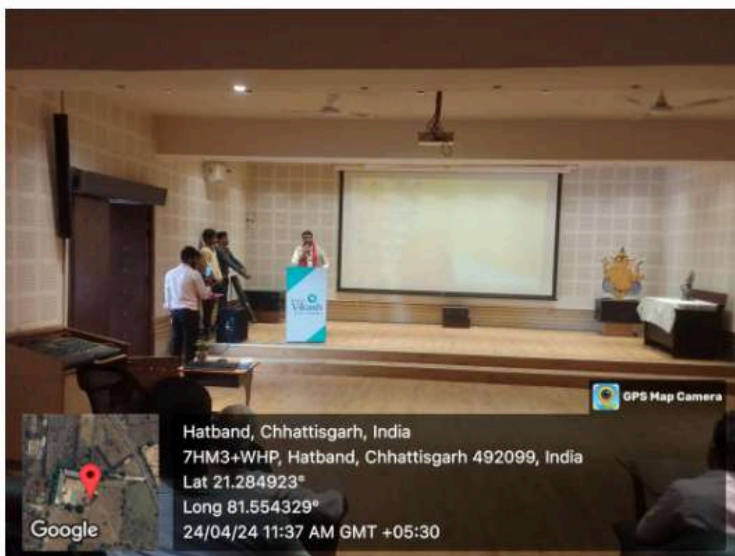 Vikash
GPS Map Camera
Hatband, Chhattisgarh, India
7HM3+WHP, Hatband, Chhattisgarh 492099, India
Lat 21.284923°
Long 81.554329°
24/04/24 11:37 AM GMT +05:30
Google